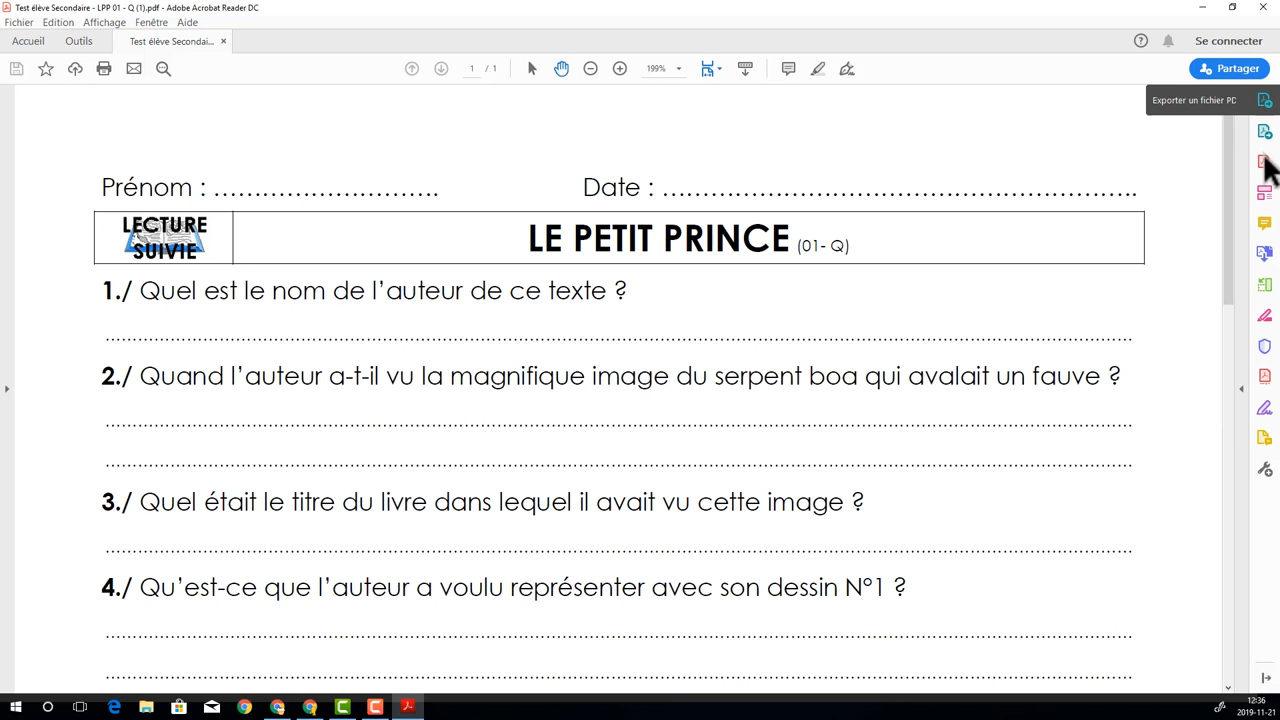 Test élève Secondaire - LPP 01 - Q (1).pdf - Adobe Acrobat Reader DC
Fichier Edition Affichage Fenêtre Aide
Accueil Outils Test élève Secondai... × Se connecter
1 / 1 199% Partager
Exporter un fichier PD
Prénom : ………………………. Date : ………………………………………………….
LECTURE SUIVIE
LE PETIT PRINCE (01- Q)
1./ Quel est le nom de l’auteur de ce texte ?
2./ Quand l’auteur a-t-il vu la magnifique image du serpent boa qui avalait un fauve ?
3./ Quel était le titre du livre dans lequel il avait vu cette image ?
4./ Qu’est-ce que l’auteur a voulu représenter avec son dessin N°1 ?
12:36
2019-11-21